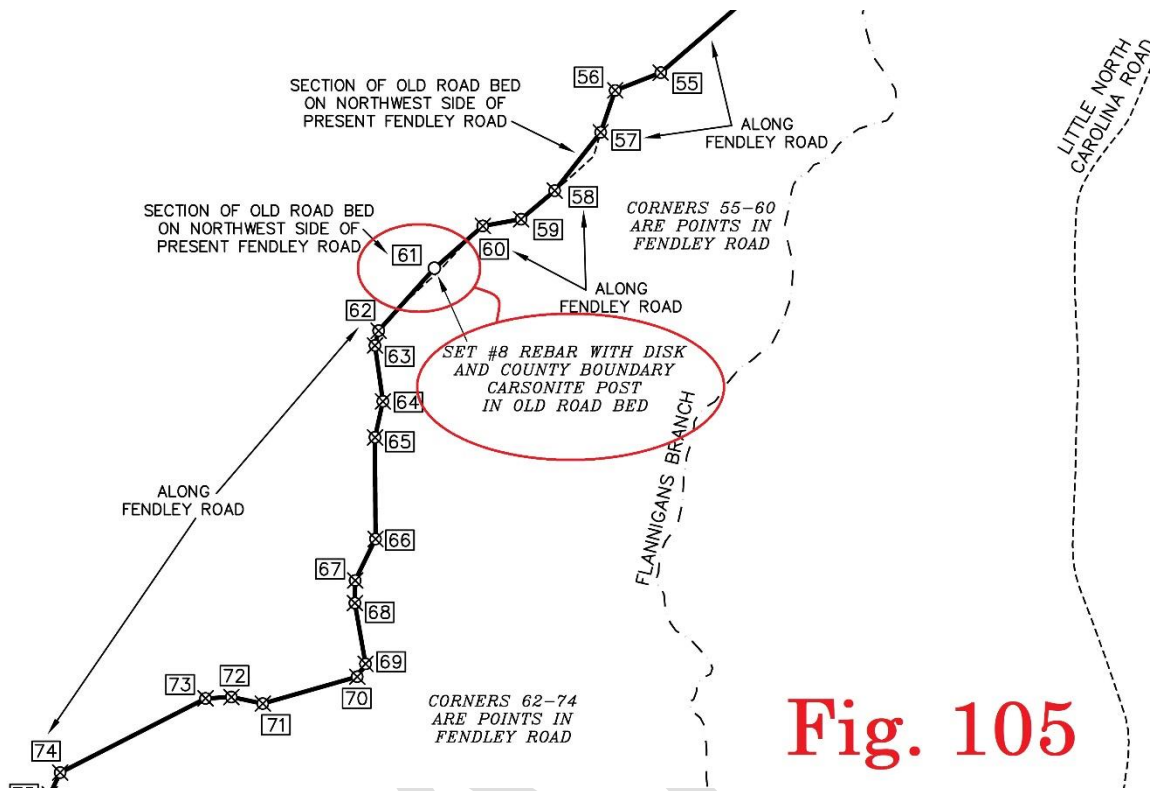 56
55
SECTION OF OLD ROAD BED
ON NORTHWEST SIDE OF
PRESENT FENDLEY ROAD
57
ALONG
FENDLEY ROAD
LITTLE NORTH
CAROLINA ROAD
58
SECTION OF OLD ROAD BED
ON NORTHWEST SIDE OF
PRESENT FENDLEY ROAD
59
CORNERS 55-60
ARE POINTS IN
FENDLEY ROAD
60
61
ALONG
FENDLEY ROAD
62
63
SET #8 REBAR WITH DISK
AND COUNTY BOUNDARY
CARSONITE POST
IN OLD ROAD BED
64
65
FLANNIGANS BRANCH
ALONG
FENDLEY ROAD
66
67
68
69
70
71
72
73
CORNERS 62-74
ARE POINTS IN
FENDLEY ROAD
74
Fig. 105